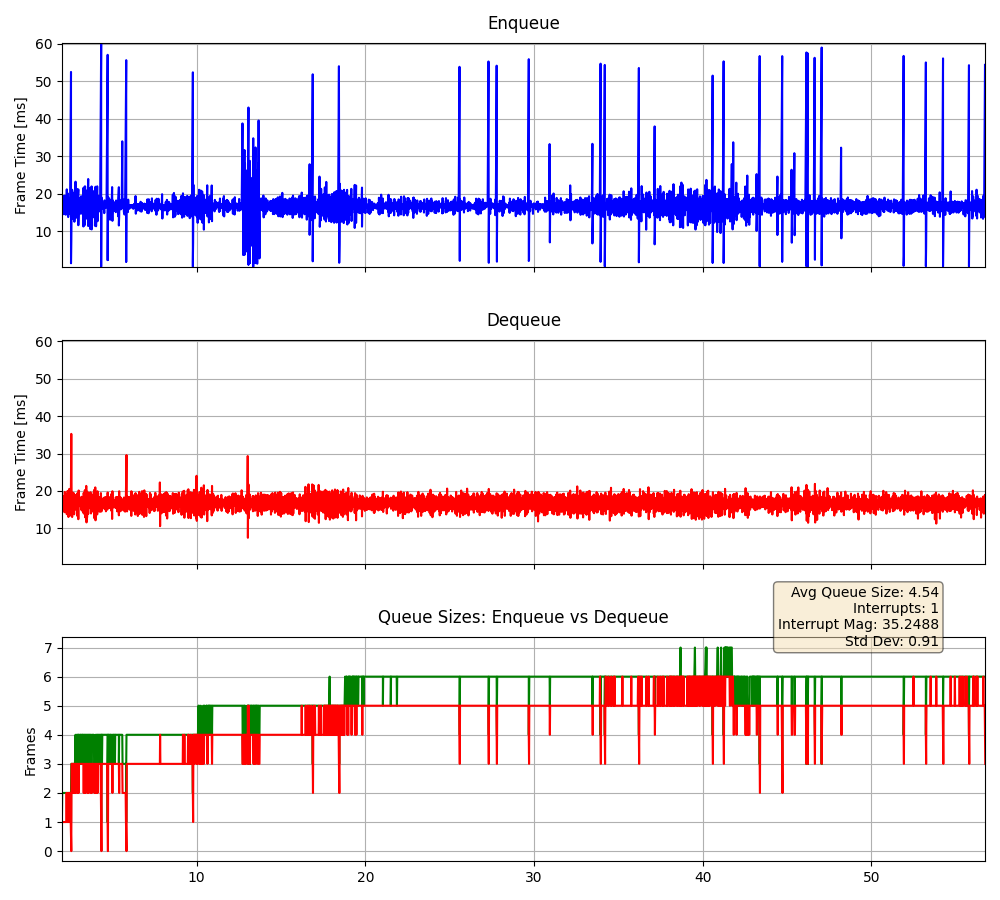 Enqueue
60
50
40
30
20
10
Frame Time [ms]
Dequeue
60
50
40
30
20
10
Frame Time [ms]
Avg Queue Size: 4.54
Interrupts: 1
Interrupt Mag: 35.2488
Std Dev: 0.91
Queue Sizes: Enqueue vs Dequeue
7
6
5
4
3
2
1
0
Frames
10 20 30 40 50